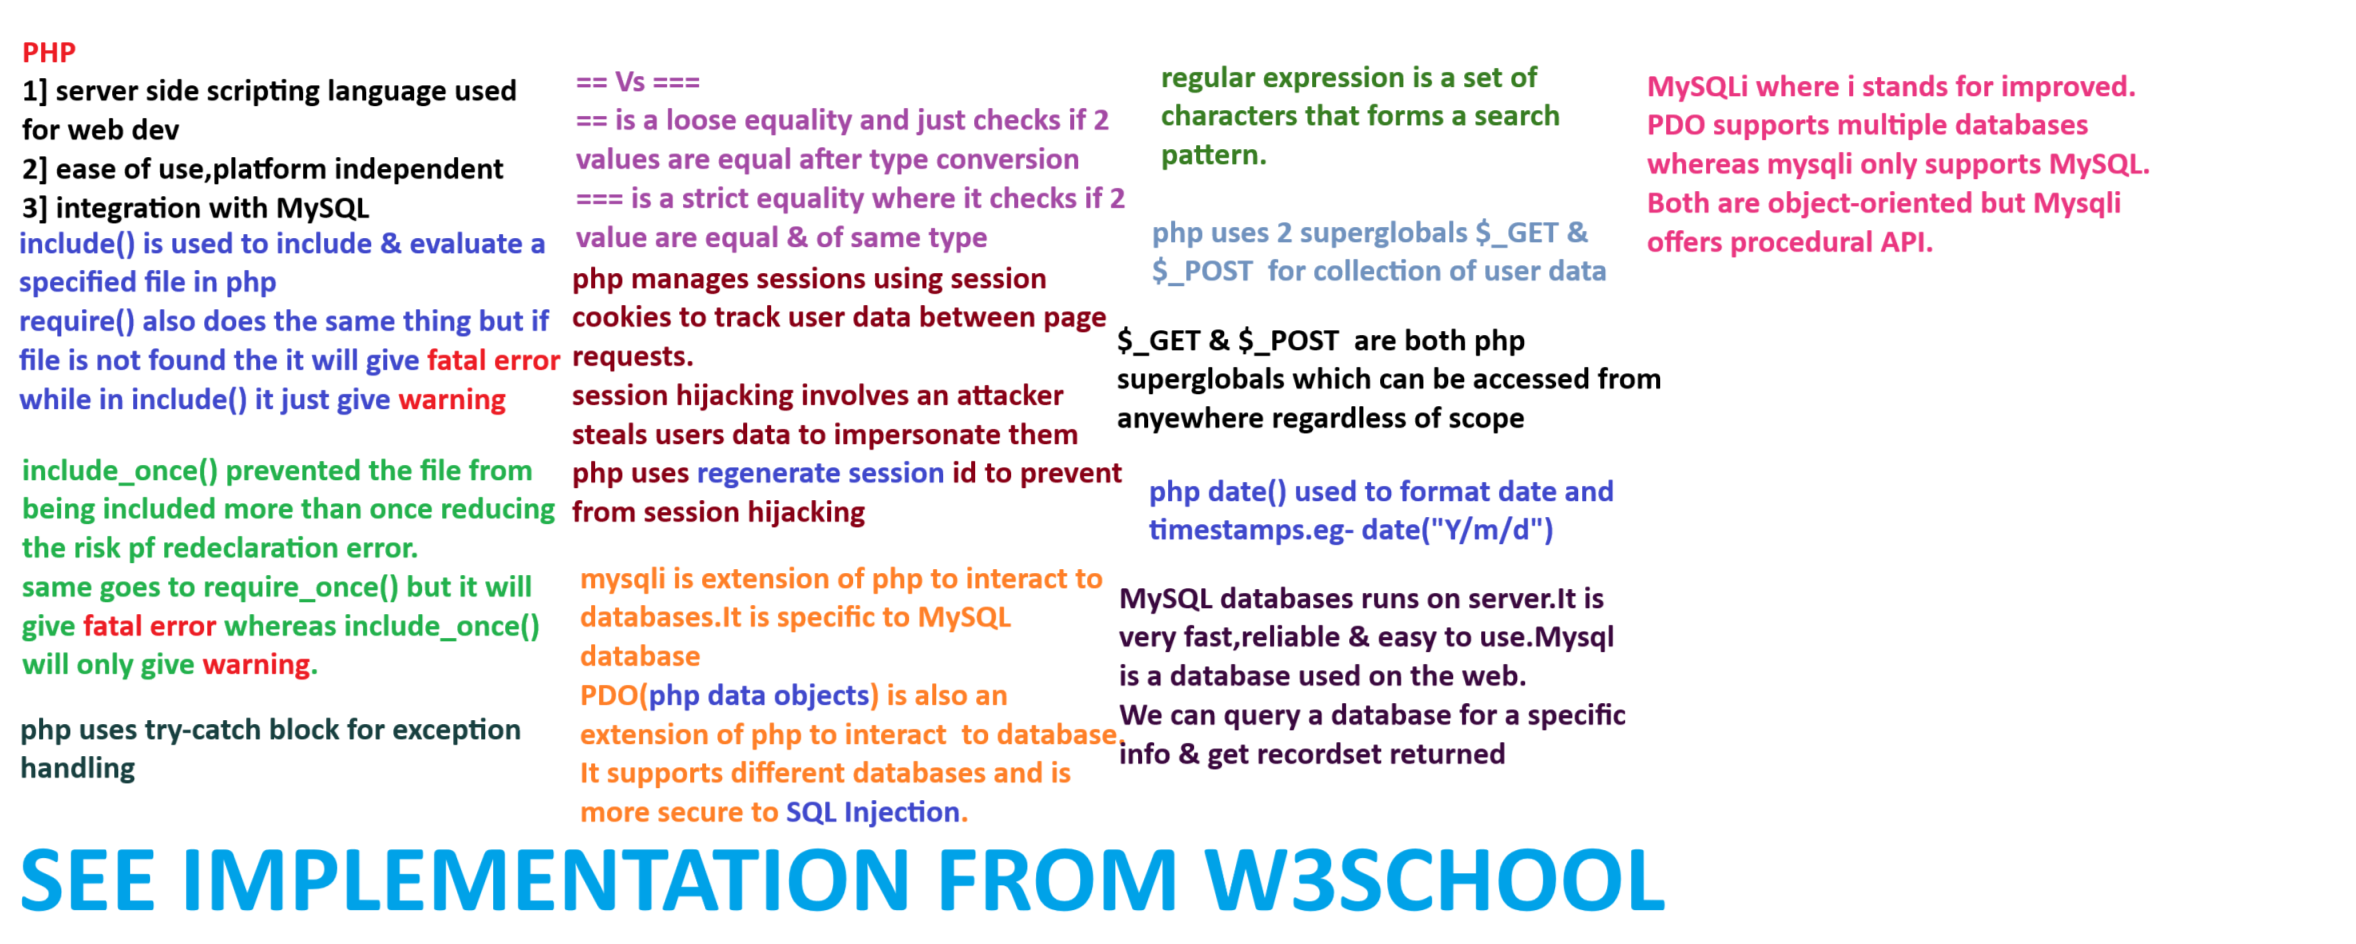 PHP
1] server side scripting language used
for web dev
2] ease of use,platform independent
3] integration with MySQL
include() is used to include & evaluate a
specified file in php
require() also does the same thing but if
file is not found the it will give fatal error
while in include() it just give warning
include_once() prevented the file from
being included more than once reducing
the risk pf redeclaration error.
same goes to require_once() but it will
give fatal error whereas include_once()
will only give warning.
php uses try-catch block for exception
handling
== Vs ===
== is a loose equality and just checks if 2
values are equal after type conversion
=== is a strict equality where it checks if 2
value are equal & of same type
php manages sessions using session
cookies to track user data between page
requests.
session hijacking involves an attacker
steals users data to impersonate them
php uses regenerate session id to prevent
from session hijacking
mysqli is extension of php to interact to
databases.It is specific to MySQL
database
PDO(php data objects) is also an
extension of php to interact  to database.
It supports different databases and is
more secure to SQL Injection.
regular expression is a set of
characters that forms a search
pattern.
php uses 2 superglobals $_GET &
$_POST  for collection of user data
$_GET & $_POST  are both php
superglobals which can be accessed from
anyewhere regardless of scope
php date() used to format date and
timestamps.eg- date("Y/m/d")
MySQL databases runs on server.It is
very fast,reliable & easy to use.Mysql
is a database used on the web.
We can query a database for a specific
info & get recordset returned
MySQLi where i stands for improved.
PDO supports multiple databases
whereas mysqli only supports MySQL.
Both are object-oriented but Mysqli
offers procedural API.
SEE IMPLEMENTATION FROM W3SCHOOL